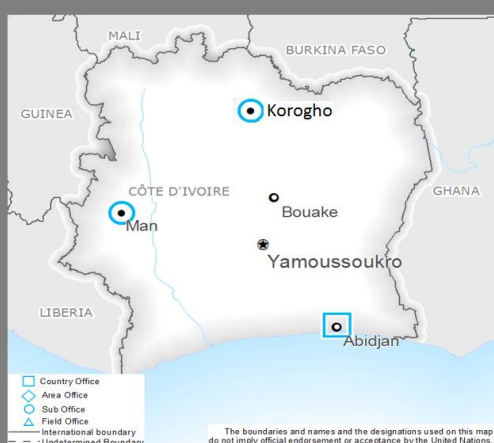 MALI
BURKINA FASO
GUINEA
Korogho
CÔTE D'IVOIRE
GHANA
Bouake
Man
Yamoussoukro
LIBERIA
Abidjan
Country Office
Area Office
Sub Office
Field Office
International boundary
Undetermined Boundary
The boundaries and names and the designations used on this map
do not imply official endorsement or acceptance by the United Nations.